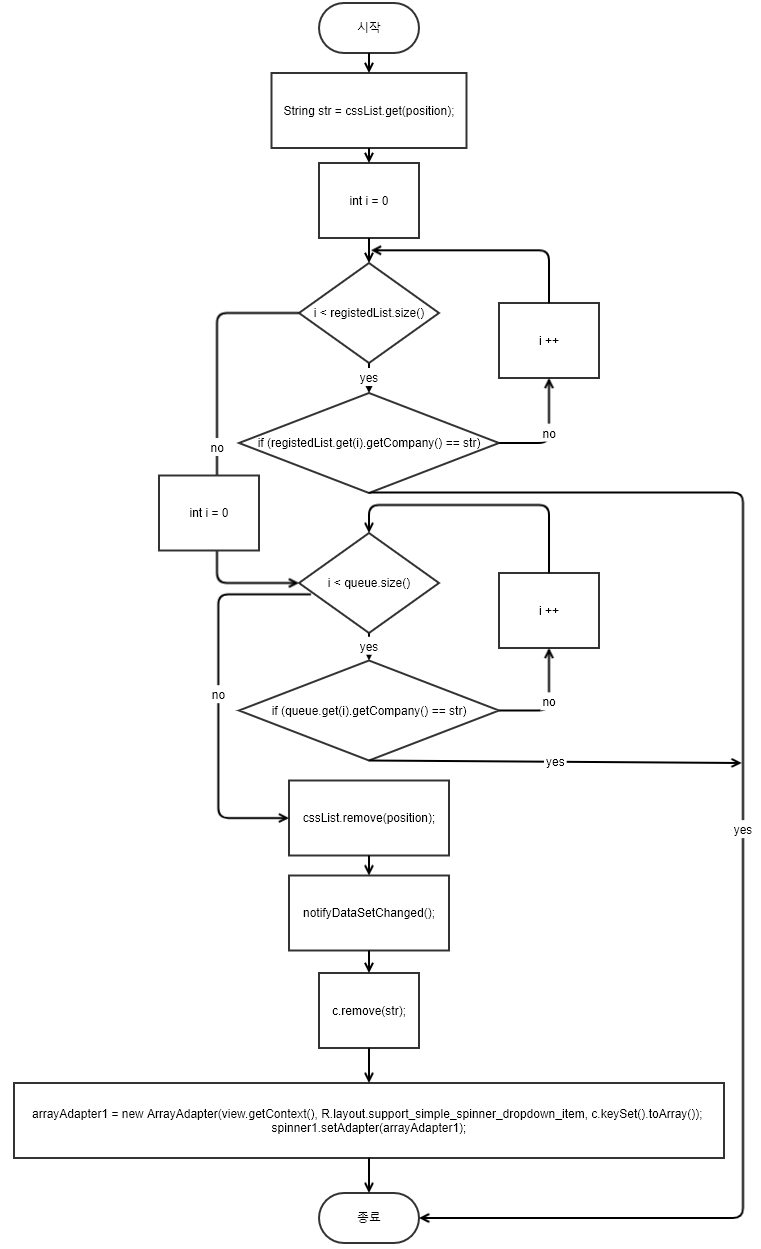 시작
String str = cssList.get(position);
int i = 0
i < registedList.size()
i ++
yes
if (registedList.get(i).getCompany() == str)
no
no
int i = 0
i < queue.size()
i ++
yes
no
if (queue.get(i).getCompany() == str)
no
yes
cssList.remove(position);
yes
notifyDataSetChanged();
c.remove(str);
arrayAdapter1 = new ArrayAdapter(view.getContext(), R.layout.support_simple_spinner_dropdown_item, c.keySet().toArray());
spinner1.setAdapter(arrayAdapter1);
종료